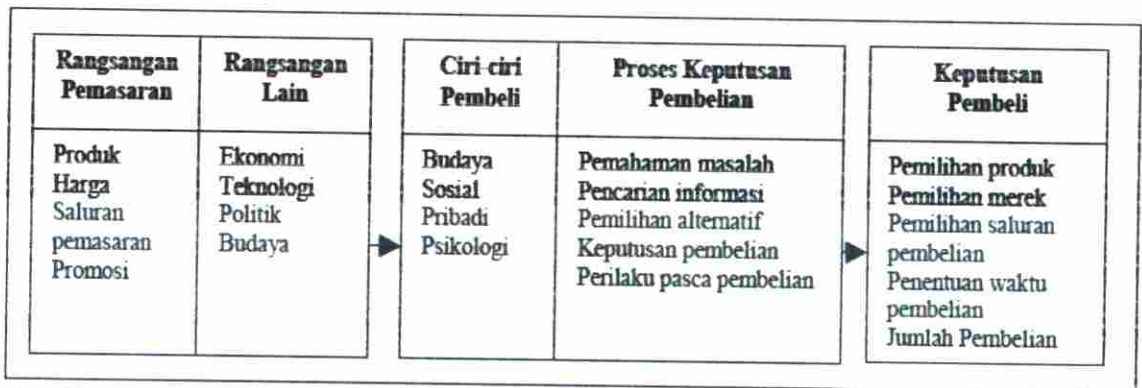 Rangsangan
Pemasaran
Produk
Harga
Saluran
pemasaran
Promosi
Rangsangan
Lain
Ekonomi
Teknologi
Politik
Budaya
Ciri-ciri
Pembeli
Budaya
Sosial
Pribadi
Psikologi
Proses Keputusan
Pembelian
Pemahaman masalah
Pencarian informasi
Pemilihan alternatif
Keputusan pembelian
Perilaku pasca pembelian
Keputusan
Pembeli
Pemilihan produk
Pemilihan merek
Pemilihan saluran
pembelian
Penentuan waktu
pembelian
Jumlah Pembelian